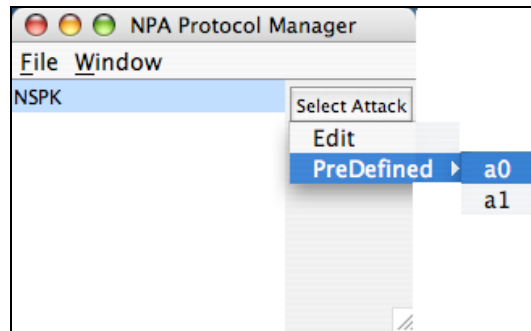 NPA Protocol Manager
File Window
NSPK
Select Attack
Edit
PreDefined
a0
a1